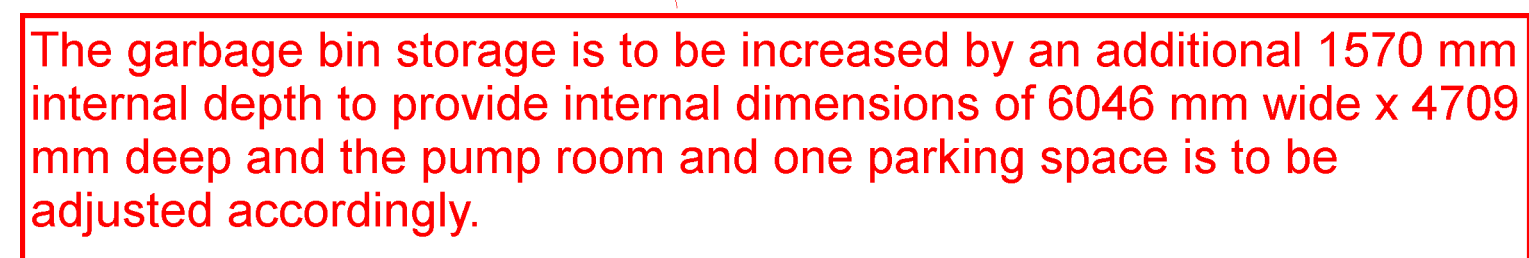 The garbage bin storage is to be increased by an additional 1570 mm
internal depth to provide internal dimensions of 6046 mm wide x 4709
mm deep and the pump room and one parking space is to be
adjusted accordingly.